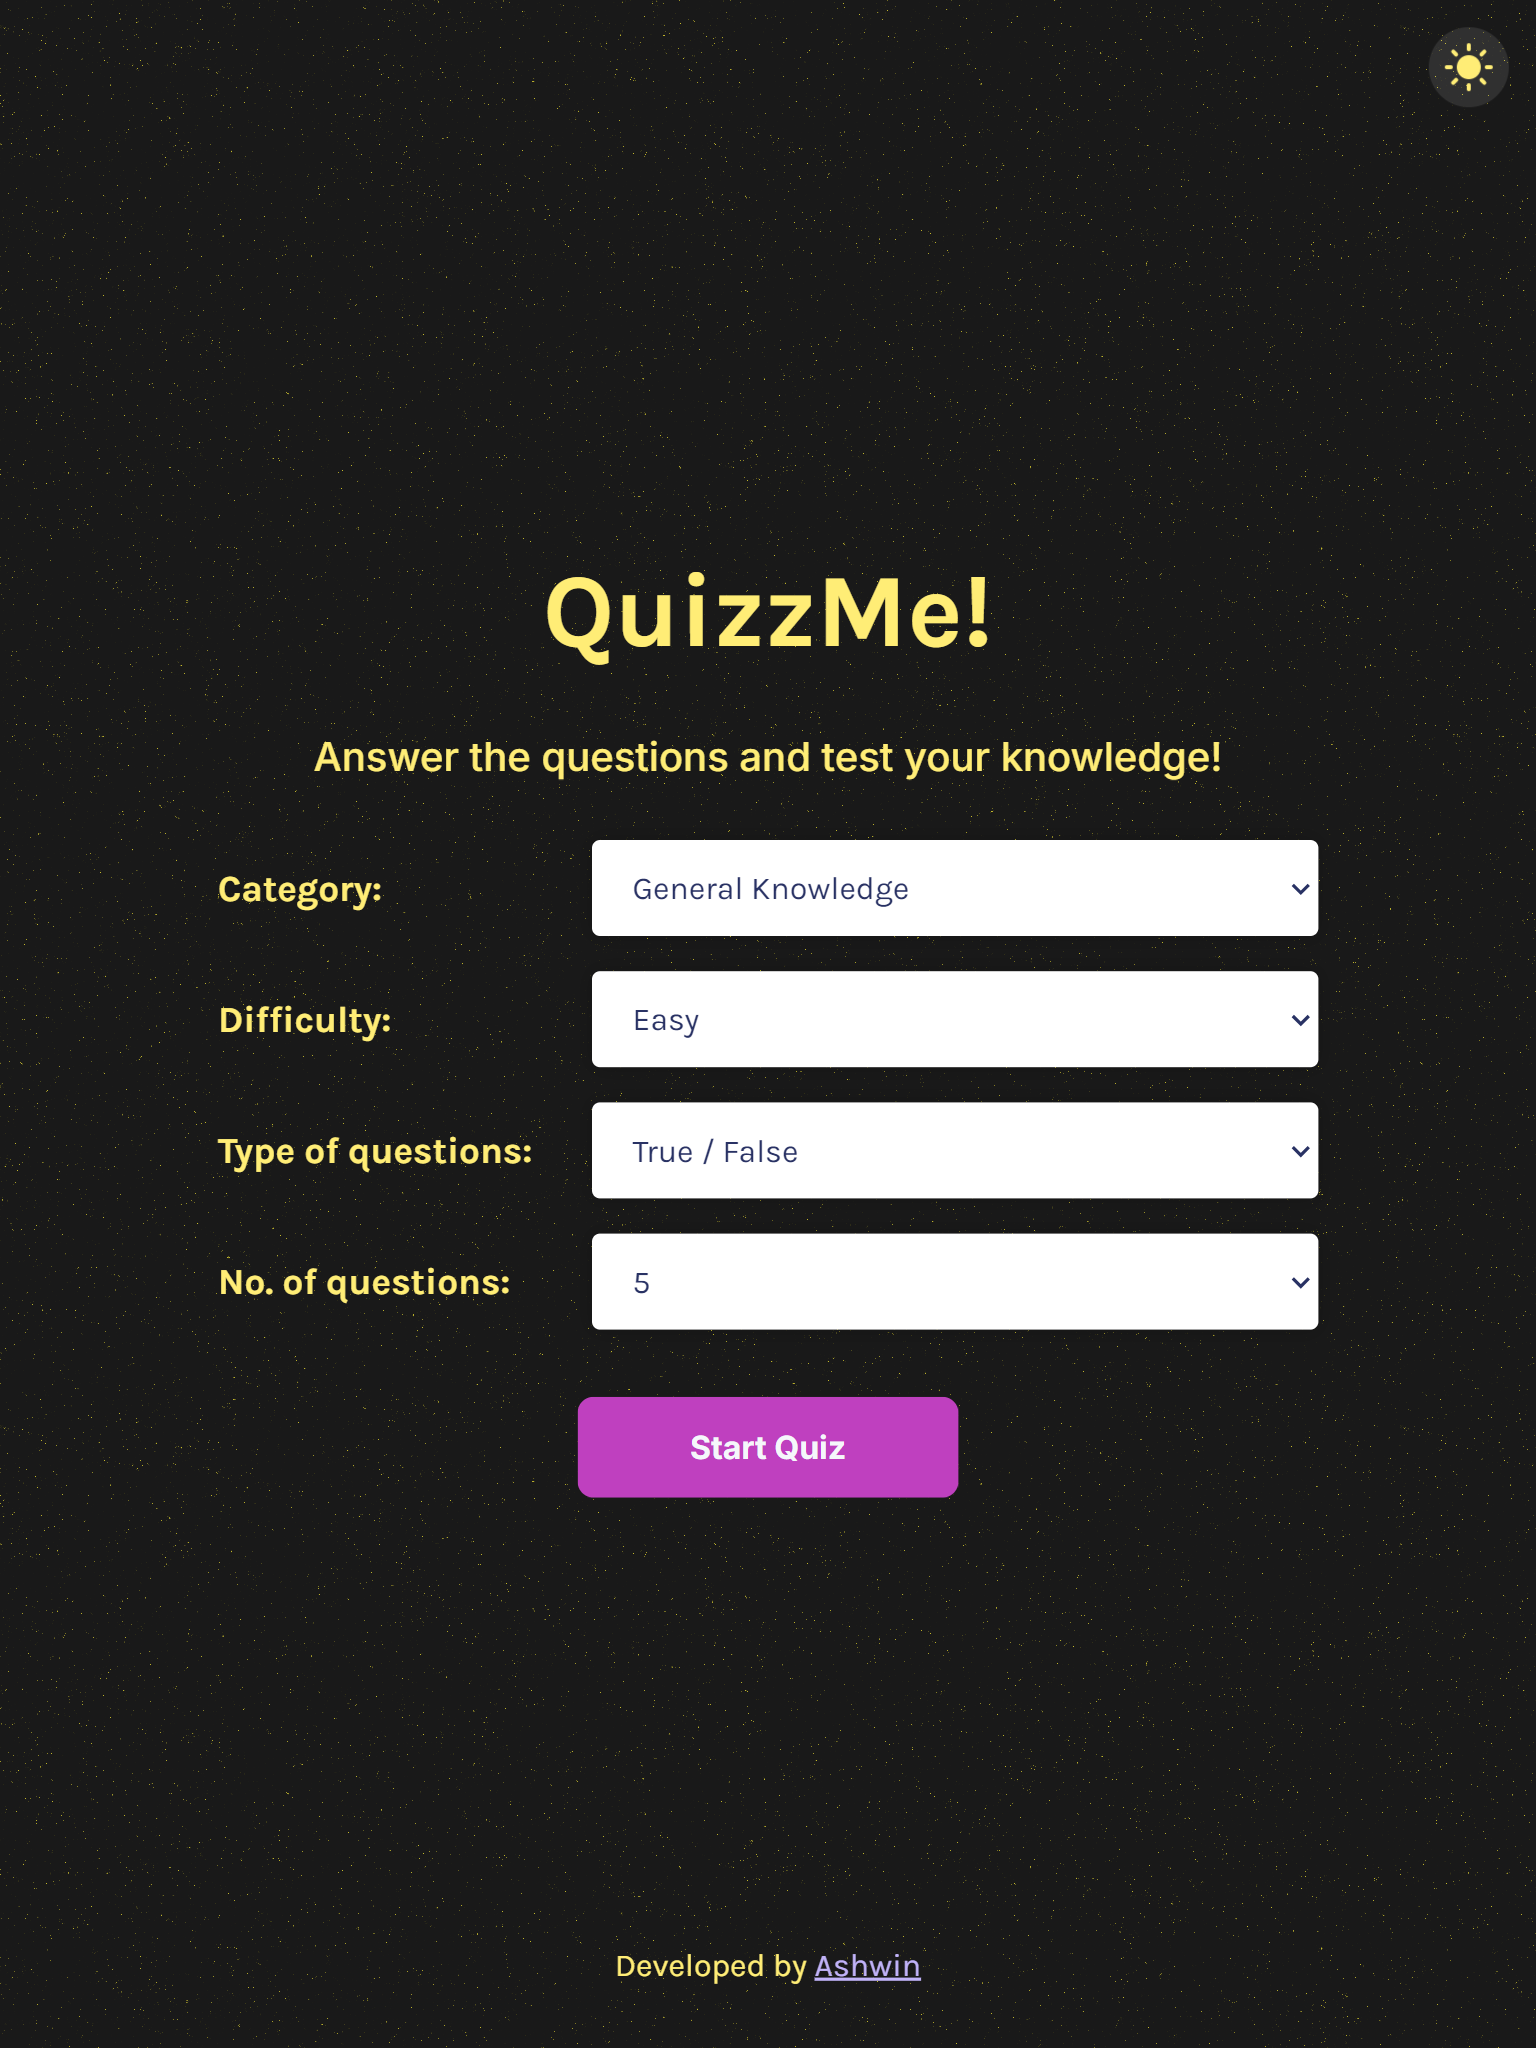 QuizzMe!
Answer the questions and test your knowledge!
Category: General Knowledge
Difficulty: Easy
Type of questions: True / False
No. of questions: 5
Start Quiz
Developed by Ashwin